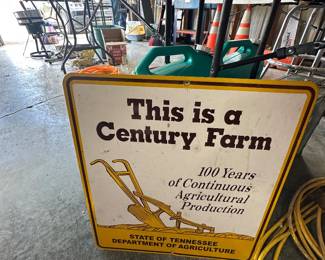 This is a
Century Farm
100 Years
of Continuous
Agricultural
Production
STATE OF TENNESSEE
DEPARTMENT OF AGRICULTURE